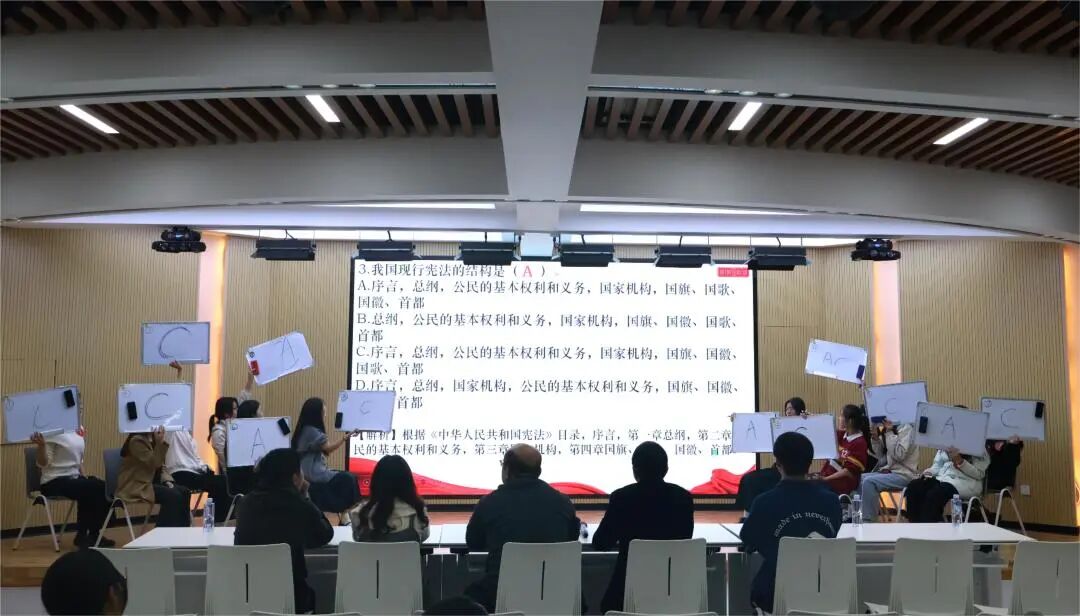 3.我国现行宪法的结构是（A）
A.序言，总纲，公民的基本权利和义务，国家机构，国旗、国歌、
国徽、首都
B.总纲，公民的基本权利和义务，国家机构，国旗、国徽、国歌、
首都
C.序言，总纲，公民的基本权利和义务，国家机构，国旗、国徽、
国歌、首都
D.序言，总纲，国家机构，公民的基本权利和义务，国旗、国徽、
首都
【解析】根据《中华人民共和国宪法》目录，序言，第一章总纲，第二章
民的基本权利和义务，第三章 机构，第四章国旗、 国徽、首都
C
A
C
C
C
A
C
A
C
A
A
C
C
made in neverl